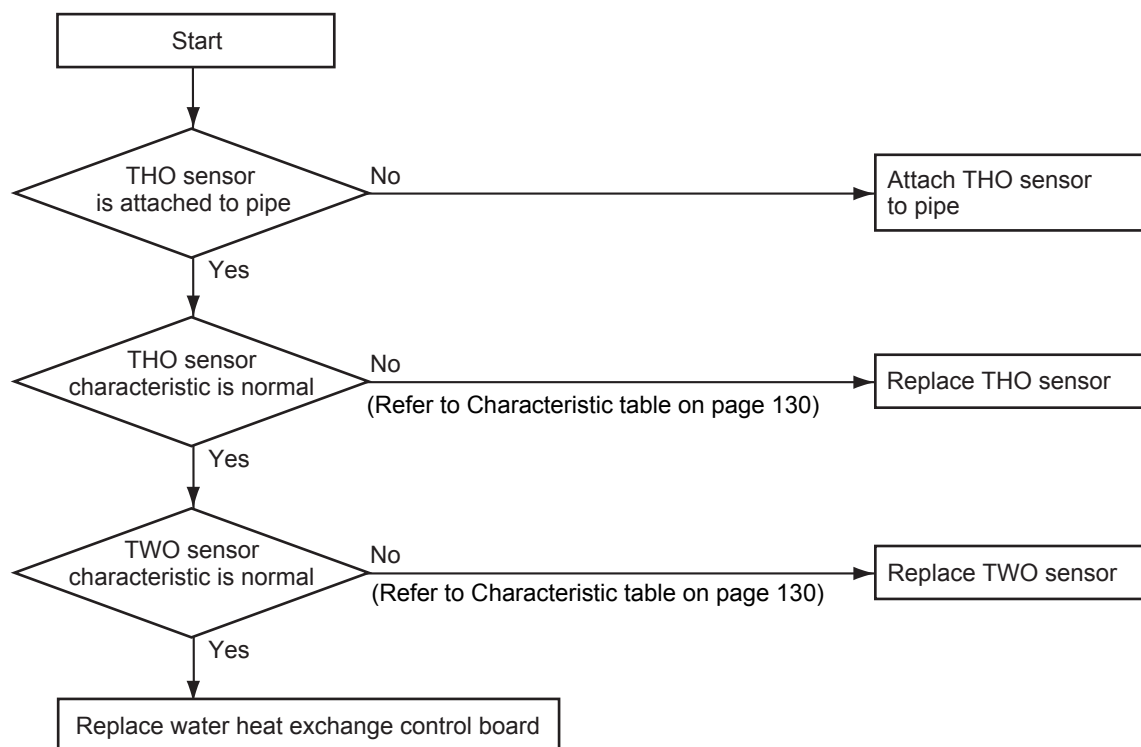 Start
THO sensor
is attached to pipe
No
Attach THO sensor
to pipe
Yes
THO sensor
characteristic is normal
No
(Refer to Characteristic table on page 130)
Replace THO sensor
Yes
TWO sensor
characteristic is normal
No
(Refer to Characteristic table on page 130)
Replace TWO sensor
Yes
Replace water heat exchange control board